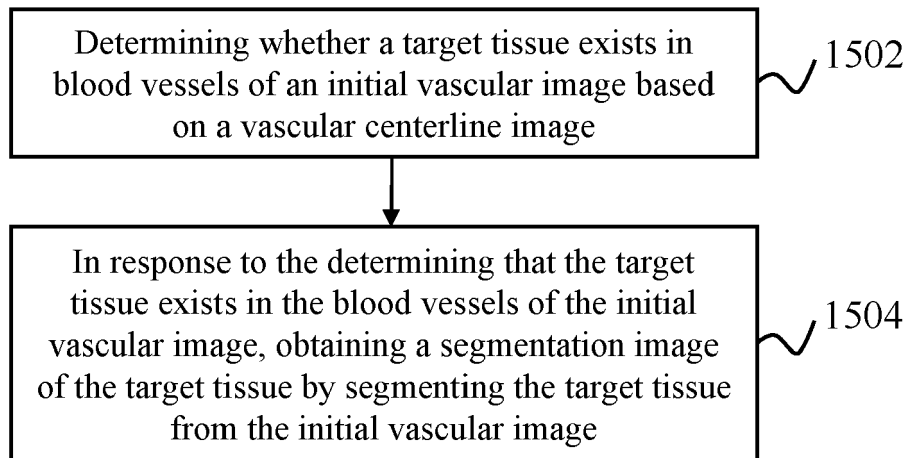 Determining whether a target tissue exists in
blood vessels of an initial vascular image based
on a vascular centerline image
1502
In response to the determining that the target
tissue exists in the blood vessels of the initial
vascular image, obtaining a segmentation image
of the target tissue by segmenting the target tissue
from the initial vascular image
1504